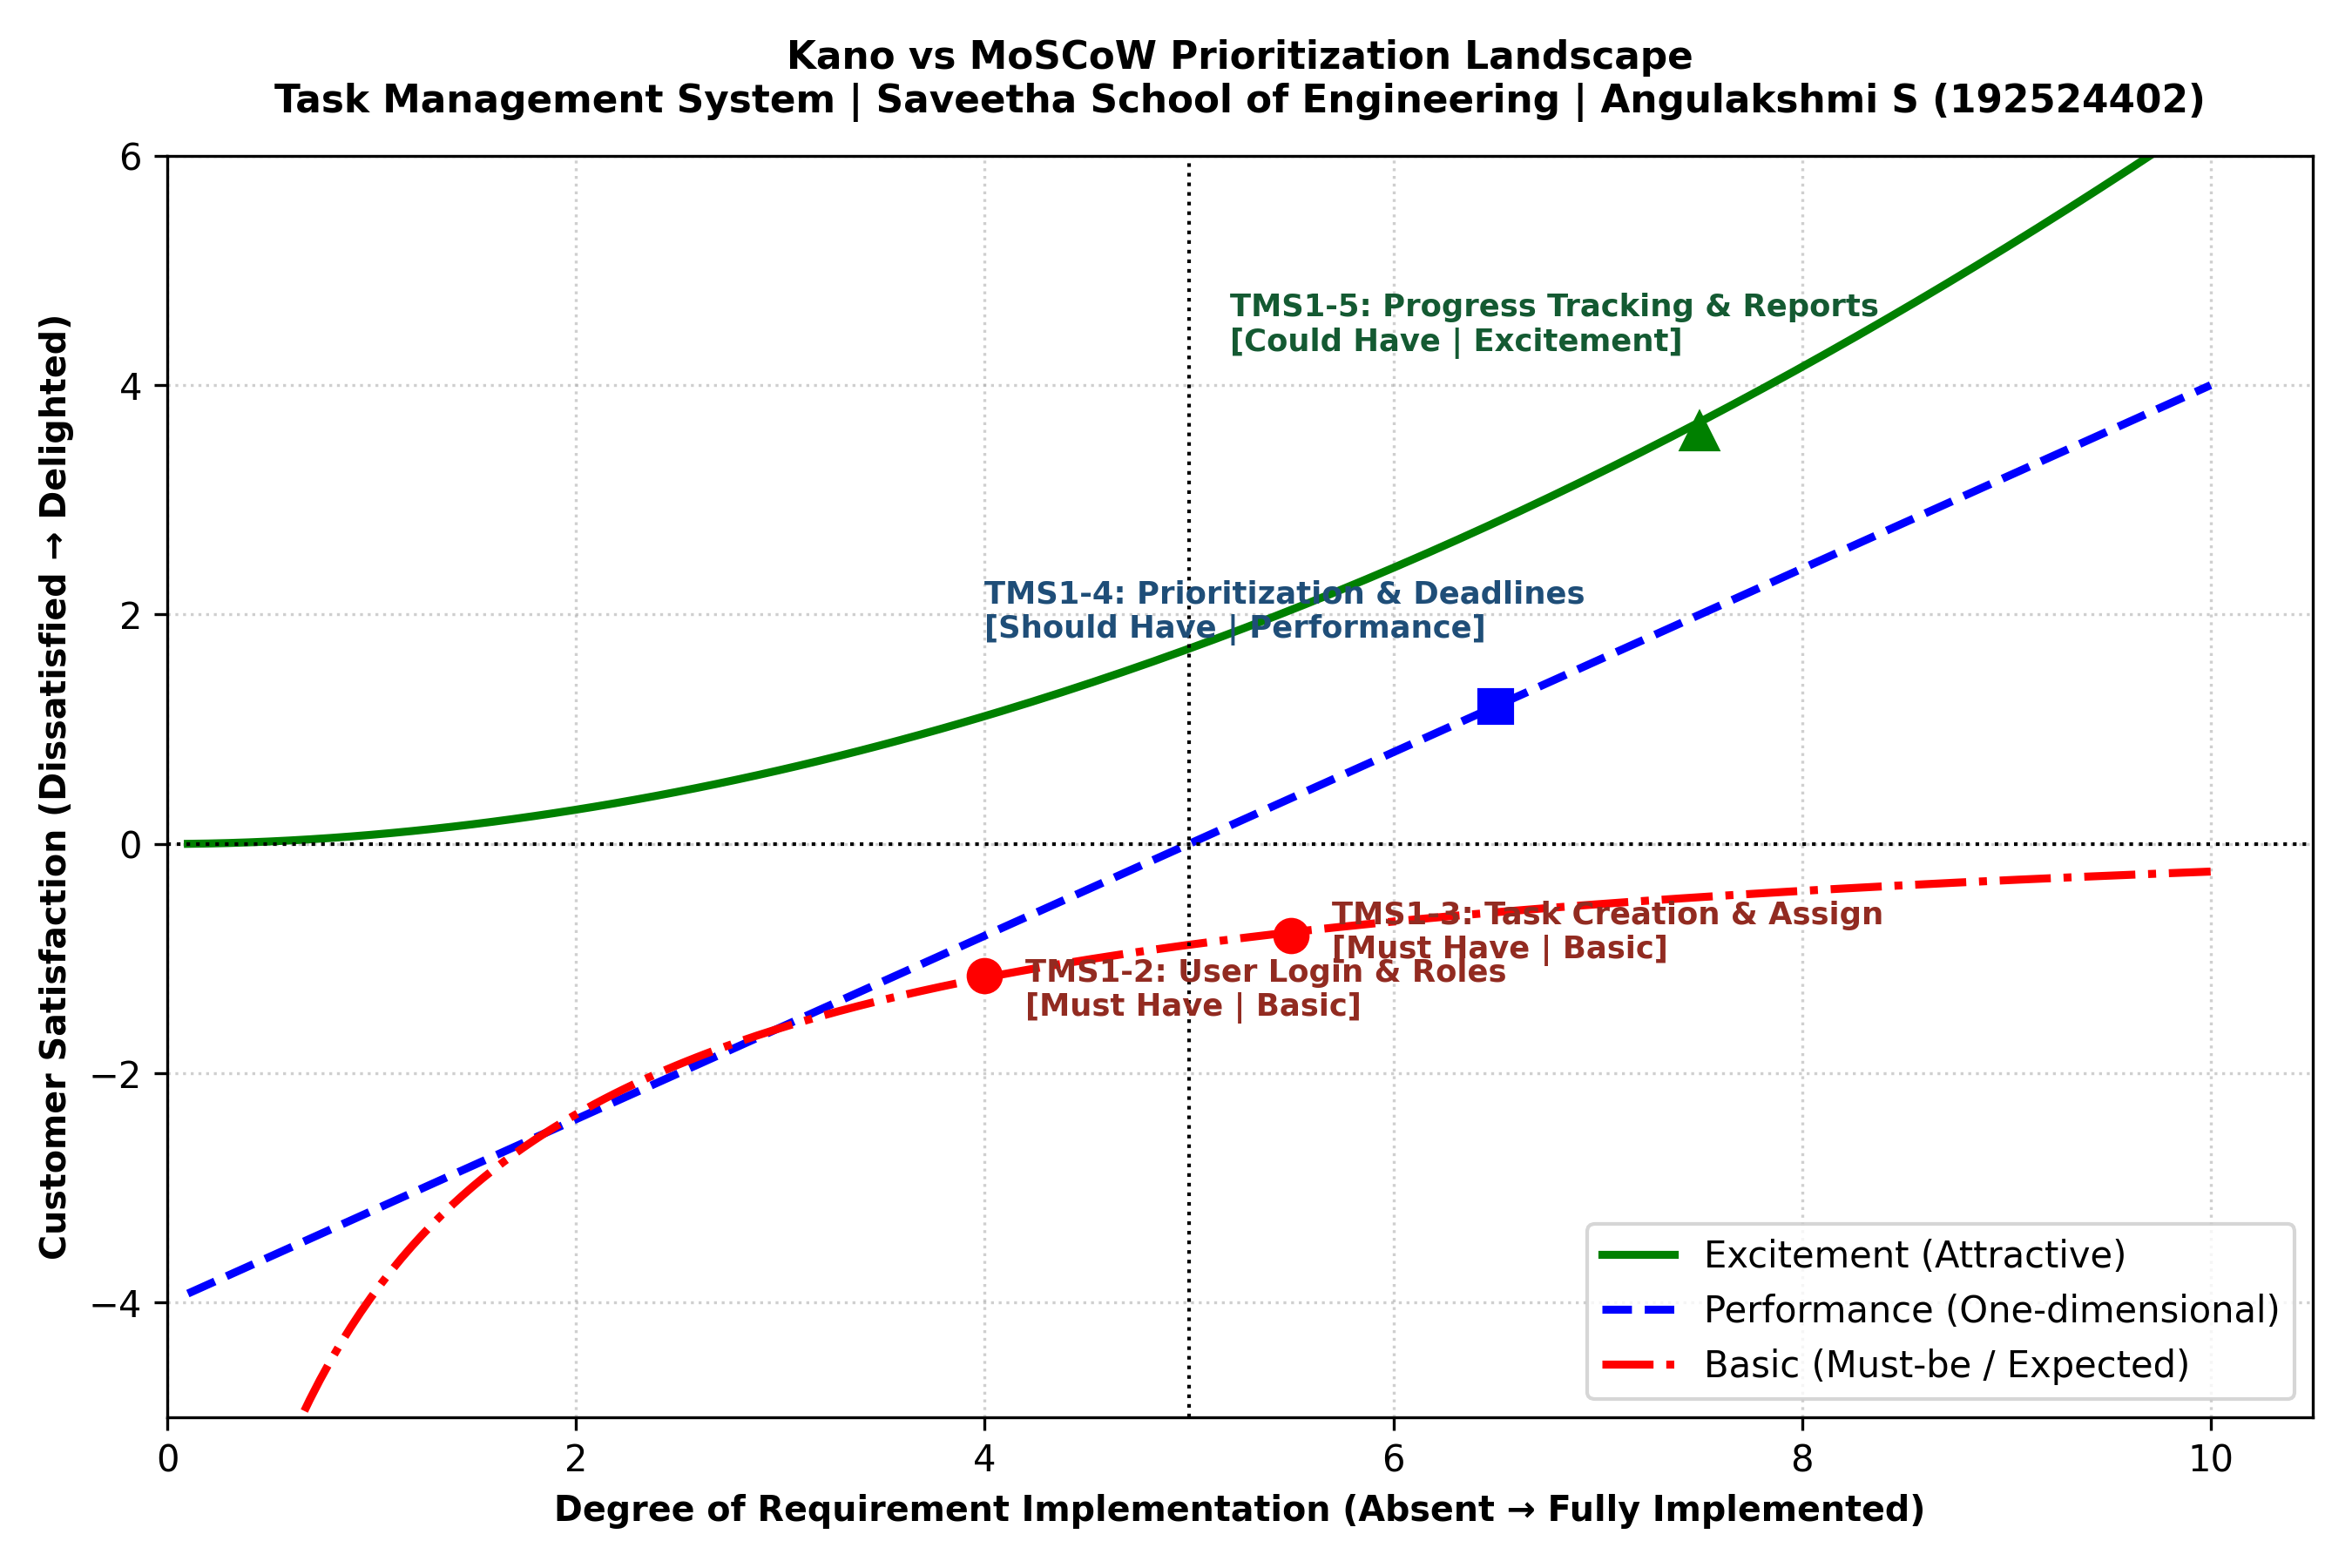 Kano vs MoSCoW Prioritization Landscape
Task Management System | Saveetha School of Engineering | Angulakshmi S (192524402)
Customer Satisfaction (Dissatisfied → Delighted)
6
4
2
0
−2
−4
TMS1-5: Progress Tracking & Reports
[Could Have | Excitement]
TMS1-4: Prioritization & Deadlines
[Should Have | Performance]
TMS1-3: Task Creation & Assign
[Must Have | Basic]
TMS1-2: User Login & Roles
[Must Have | Basic]
Excitement (Attractive)
Performance (One-dimensional)
Basic (Must-be / Expected)
0 2 4 6 8 10
Degree of Requirement Implementation (Absent → Fully Implemented)